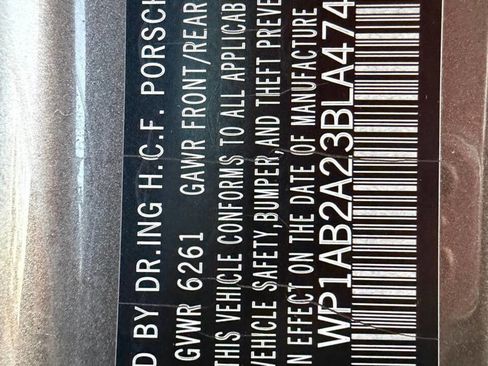 D BY DR.ING H.C.F. PORSCH
GVWR 6261 GAWR FRONT/REAR
THIS VEHICLE CONFORMS TO ALL APPLICAB
VEHICLE SAFETY,BUMPER,AND THEFT PREVE
N EFFECT ON THE DATE OF MANUFACTURE
WP1AB2A23BLA474